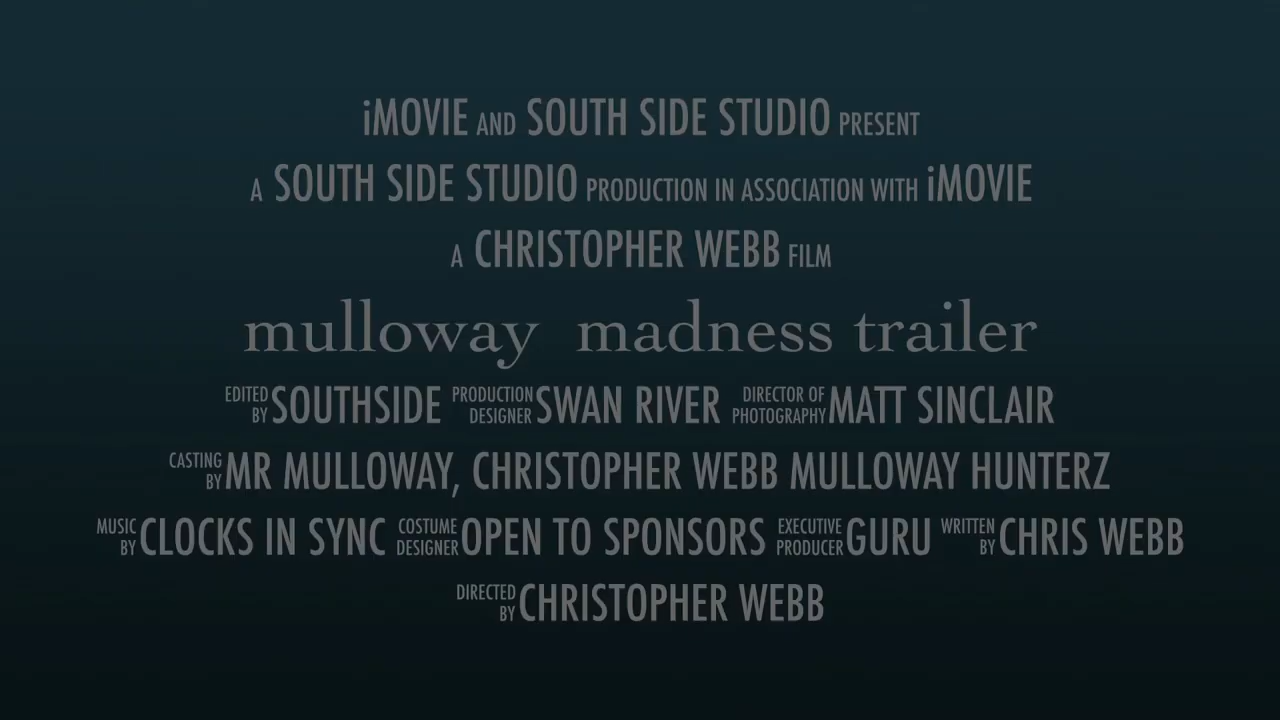 iMOVIE AND SOUTH SIDE STUDIO PRESENT
A SOUTH SIDE STUDIO PRODUCTION IN ASSOCIATION WITH iMOVIE
A CHRISTOPHER WEBB FILM
mulloway madness trailer
EDITED BY SOUTHSIDE PRODUCTION DESIGNER SWAN RIVER DIRECTOR OF PHOTOGRAPHY MATT SINCLAIR
CASTING BY MR MULLOWAY, CHRISTOPHER WEBB MULLOWAY HUNTERZ
MUSIC BY CLOCKS IN SYNC COSTUME DESIGNER OPEN TO SPONSORS EXECUTIVE PRODUCER GURU WRITTEN BY CHRIS WEBB
DIRECTED BY CHRISTOPHER WEBB